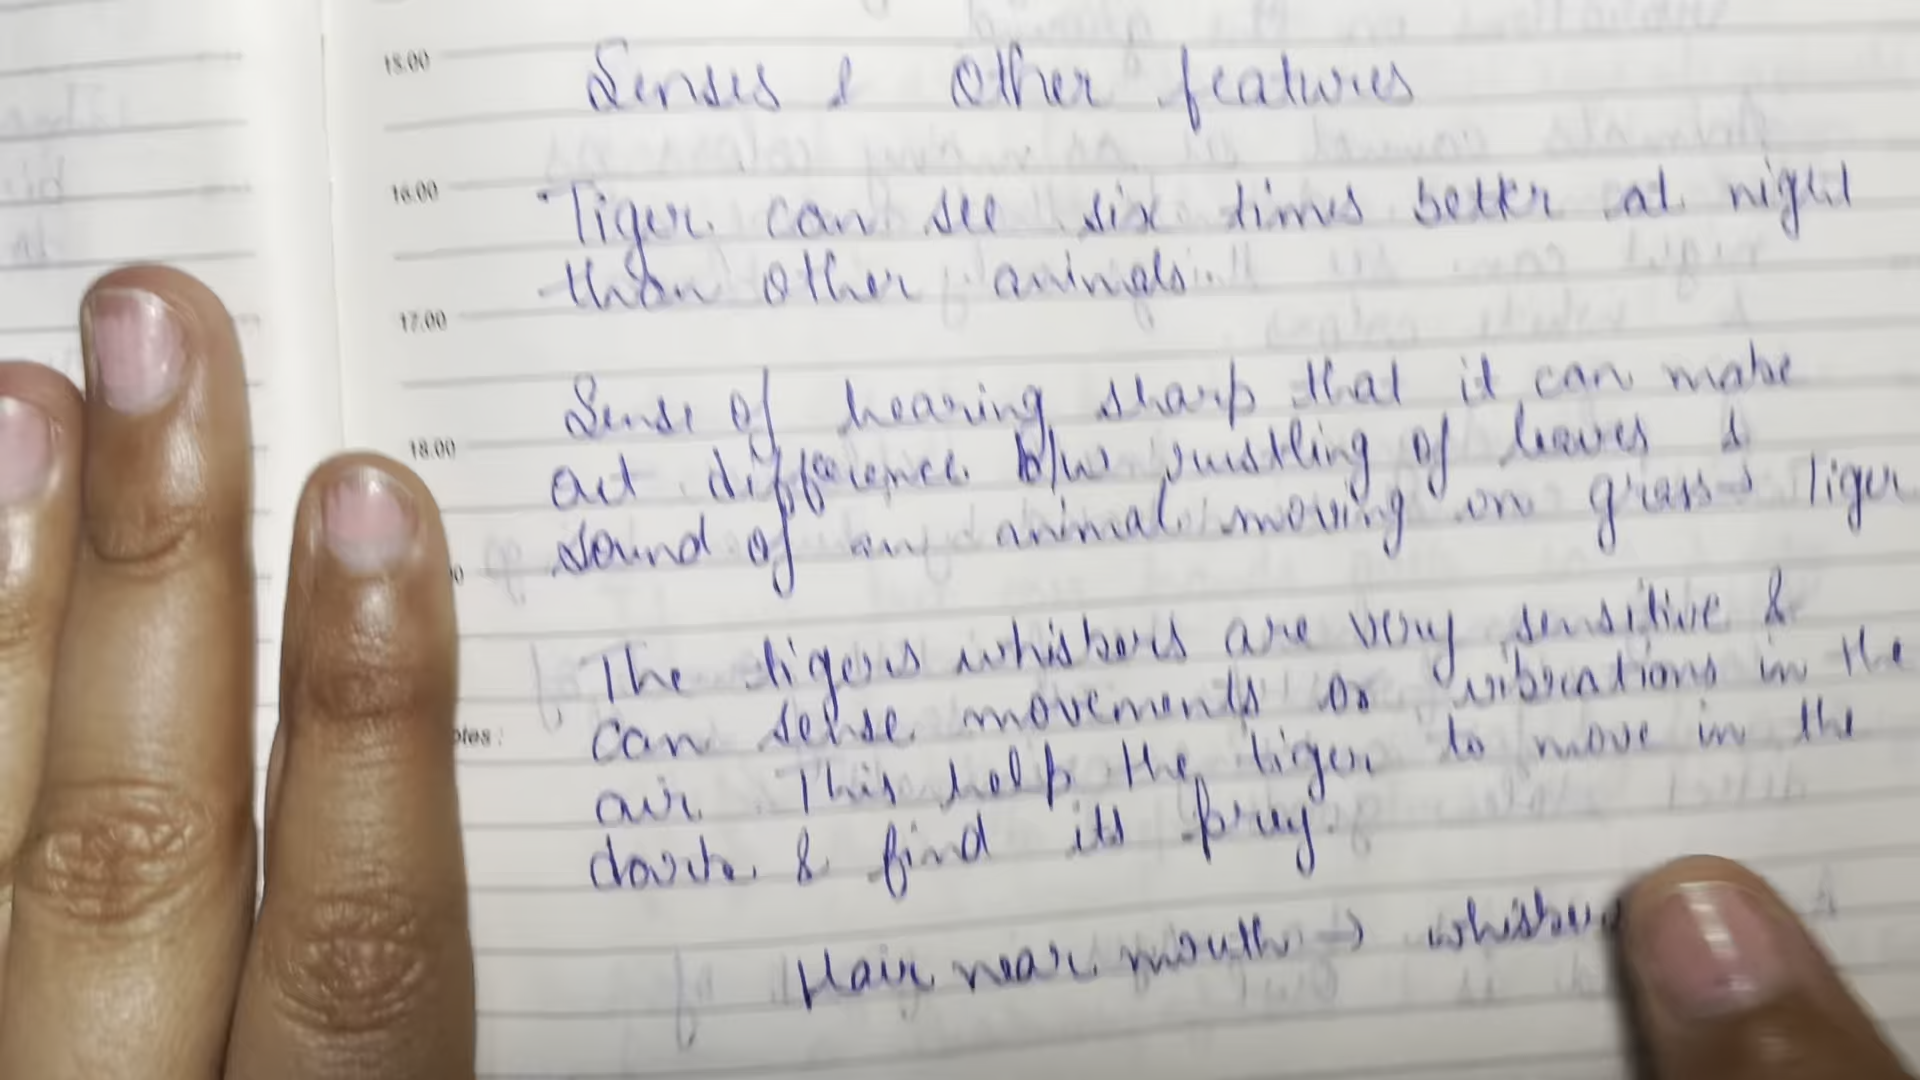 15.00
Senses & Other features
16.00
Tiger can see six times better at night
than other animals.
17.00
Sense of hearing sharp that it can make
18.00
out difference b/w rustling of leaves &
sound of an animal moving on grass → Tiger
The tigers whiskers are very sensitive &
can sense movements or vibrations in the
air. This help the tiger to move in the
dark & find its prey.
Hair near mouth →